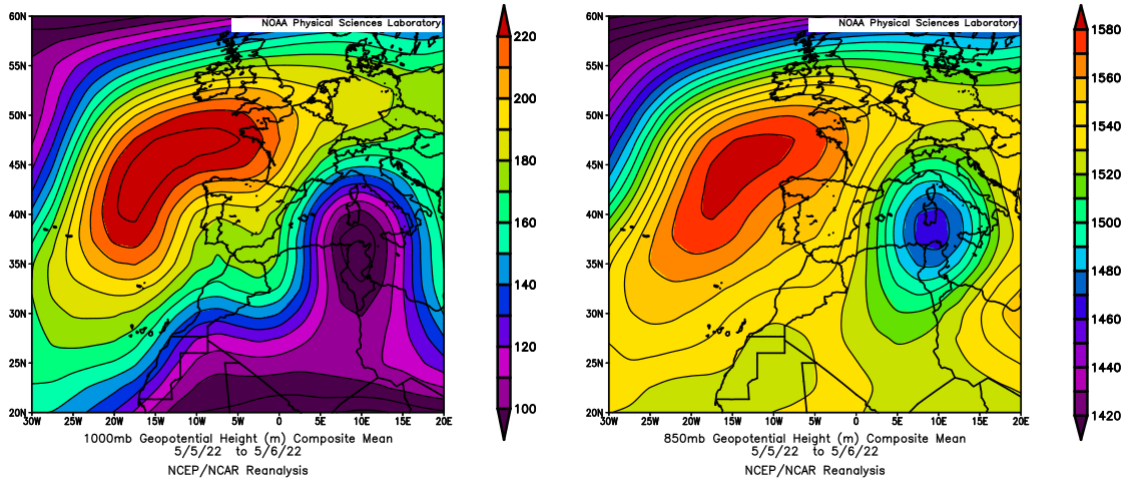 NOAA Physical Sciences Laboratory
60N
55N
50N
45N
40N
35N
30N
25N
20N
30W 25W 20W 15W 10W 5W 0 5E 10E 15E 20E
220
200
180
160
140
120
100
1000mb Geopotential Height (m) Composite Mean
5/5/22 to 5/6/22
NCEP/NCAR Reanalysis
NOAA Physical Sciences Laboratory
60N
55N
50N
45N
40N
35N
30N
25N
20N
30W 25W 20W 15W 10W 5W 0 5E 10E 15E 20E
1580
1560
1540
1520
1500
1480
1460
1440
1420
850mb Geopotential Height (m) Composite Mean
5/5/22 to 5/6/22
NCEP/NCAR Reanalysis